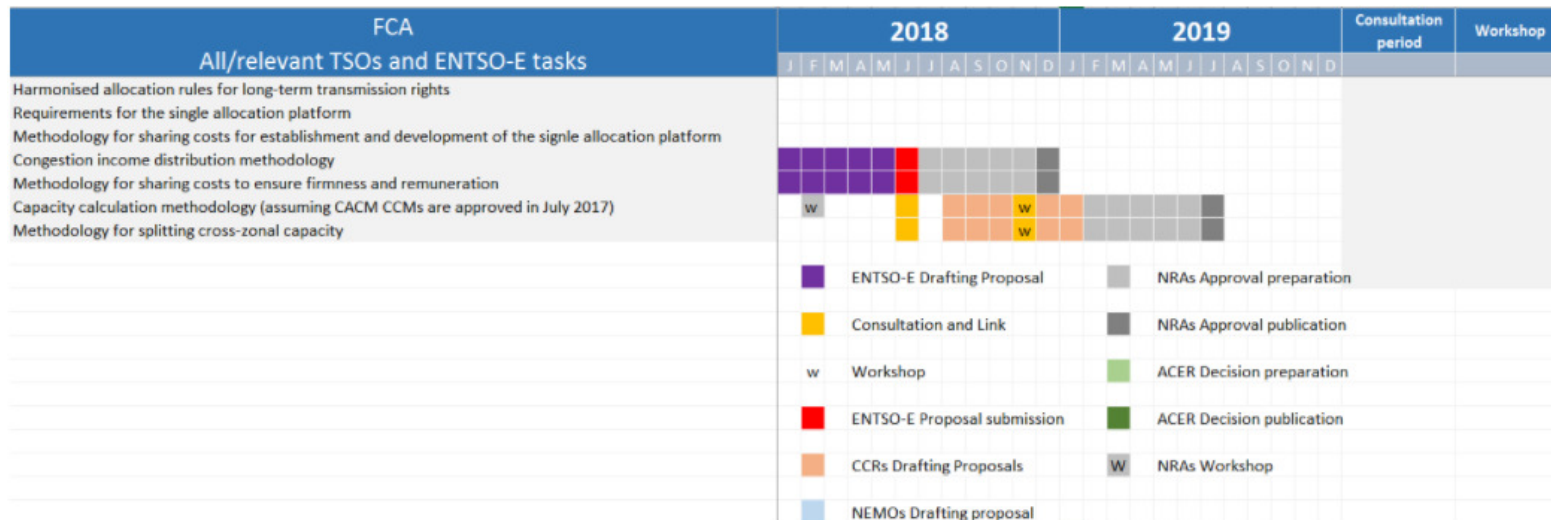 FCA
All/relevant TSOs and ENTSO-E tasks
2018
2019
Consultation period
Workshop
J F M A M J J A S O N D J F M A M J J A S O N D
Harmonised allocation rules for long-term transmission rights
Requirements for the single allocation platform
Methodology for sharing costs for establishment and development of the signle allocation platform
Congestion income distribution methodology
Methodology for sharing costs to ensure firmness and remuneration
Capacity calculation methodology (assuming CACM CCMs are approved in July 2017)
w
w
Methodology for splitting cross-zonal capacity
w
ENTSO-E Drafting Proposal
NRAs Approval preparation
Consultation and Link
NRAs Approval publication
w Workshop
ACER Decision preparation
ENTSO-E Proposal submission
ACER Decision publication
CCRs Drafting Proposals
W NRAs Workshop
NEMOs Drafting proposal